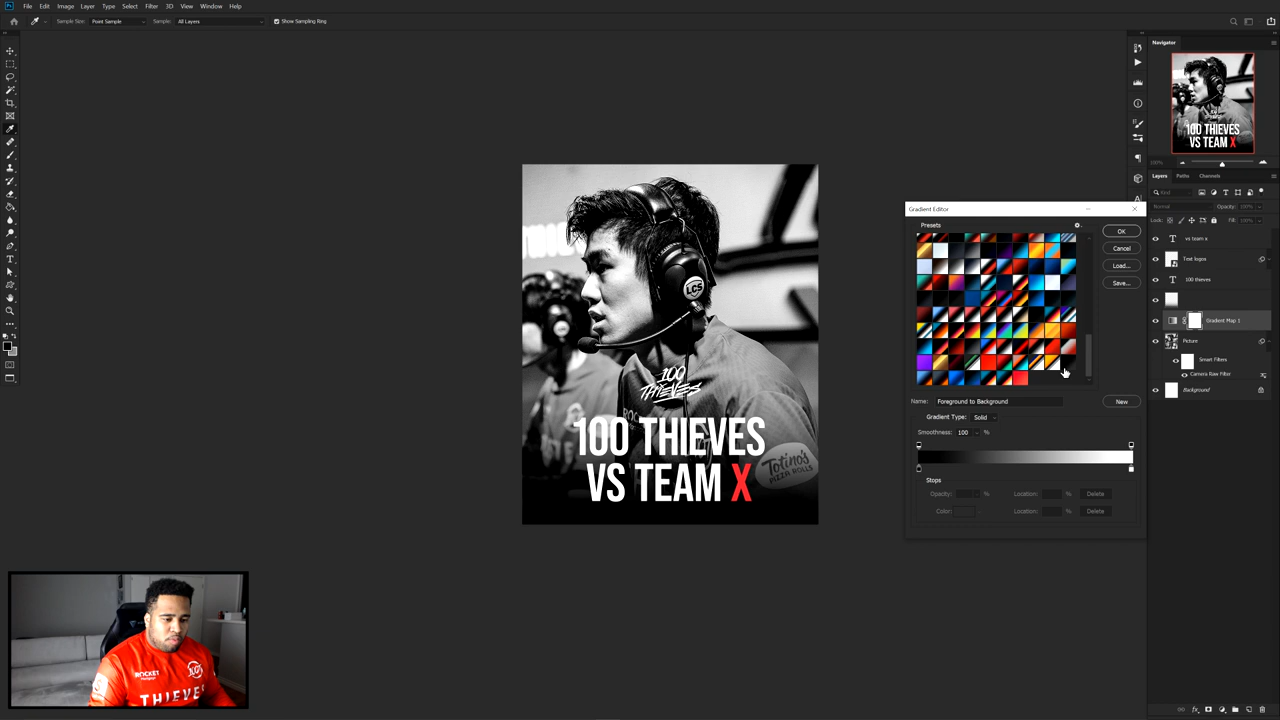 Ps File Edit Image Layer Type Select Filter 3D View Window Help
Sample Size: Point Sample Sample: All Layers Show Sampling Ring
Navigator
100 THIEVES
VS TEAM X
100%
Layers Paths Channels
Kind
Normal Opacity: 100%
Lock: Fill: 100%
T vs team x
Text logos
T 100 thieves
Gradient Map 1
Picture
Smart Filters
Camera Raw Filter
Background
Gradient Editor
Presets
OK
Cancel
Load...
Save...
Name: Foreground to Background New
Gradient Type: Solid
Smoothness: 100 %
Stops
Opacity: % Location: % Delete
Color: Location: % Delete
LCS
100
THIEVES
100 THIEVES
VS TEAM X
Totino's
PIZZA ROLLS
ROCKET
THIEVES